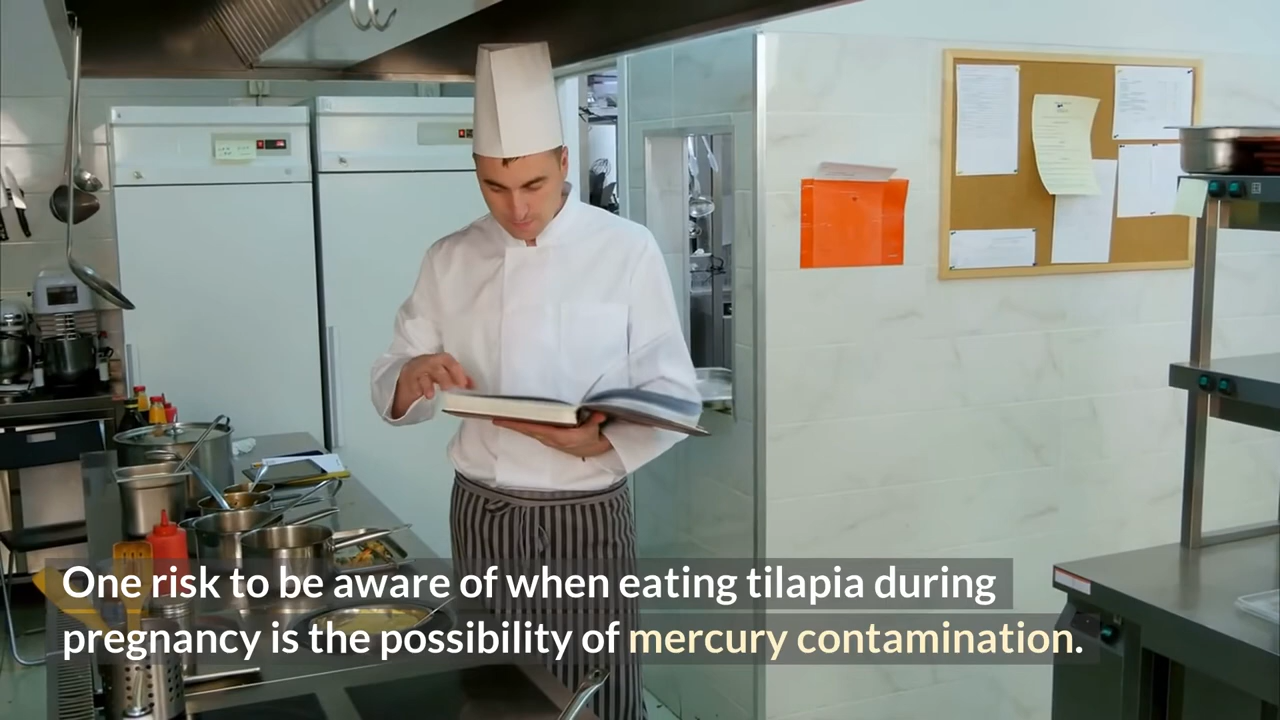 One risk to be aware of when eating tilapia during
pregnancy is the possibility of mercury contamination.